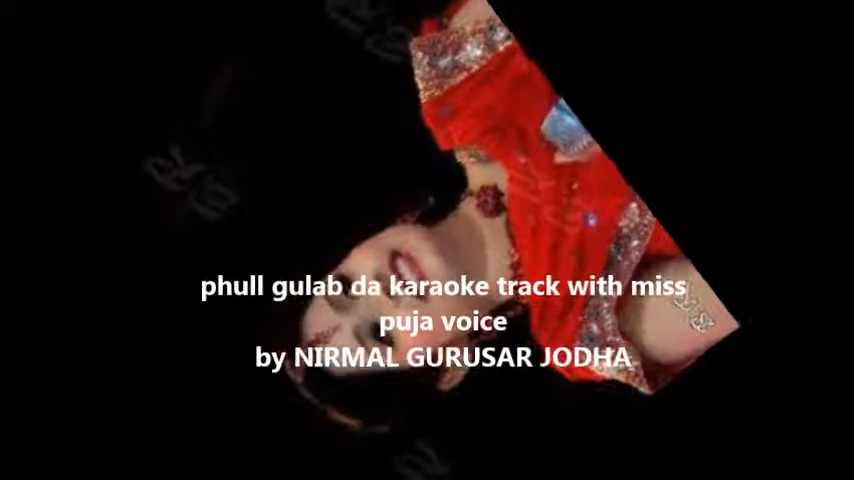 phull gulab da karaoke track with miss
puja voice
by NIRMAL GURUSAR JODHA